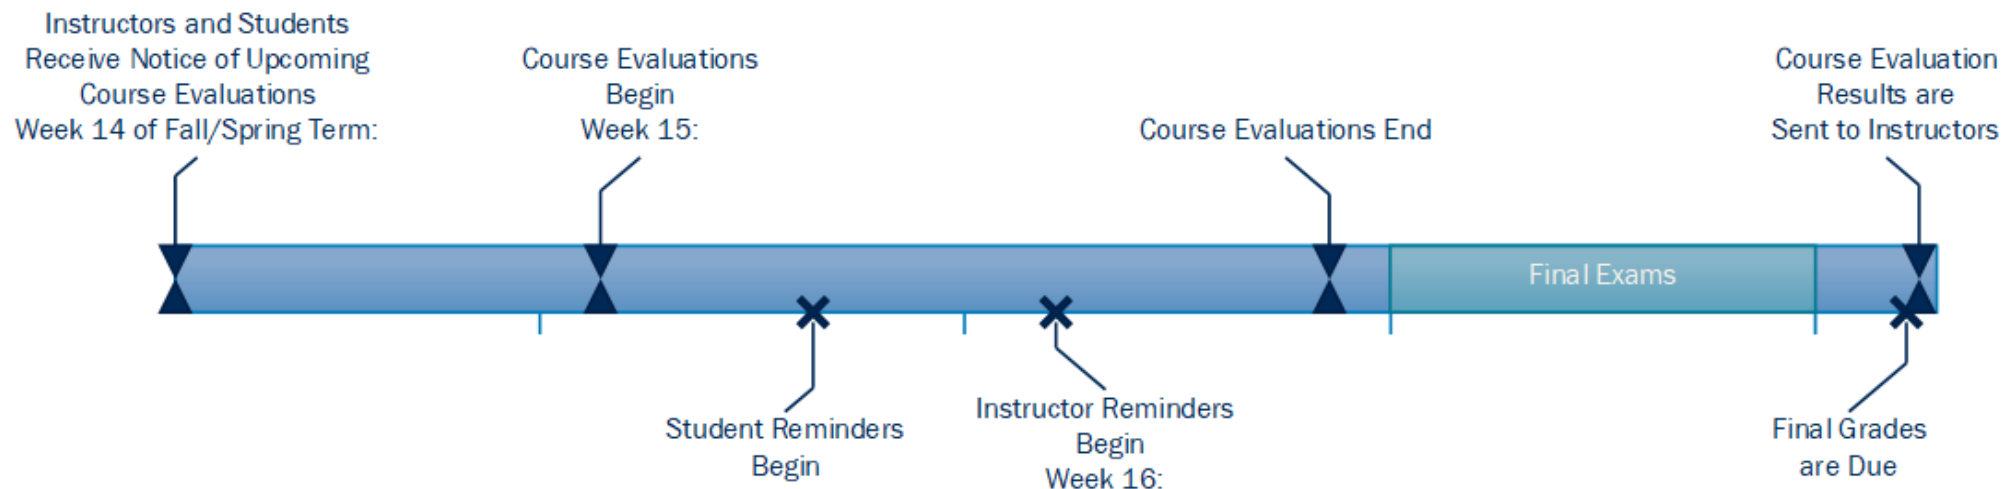 Instructors and Students
Receive Notice of Upcoming
Course Evaluations
Week 14 of Fall/Spring Term:
Course Evaluations
Begin
Week 15:
Course Evaluations End
Course Evaluation
Results are
Sent to Instructors
Final Exams
Student Reminders
Begin
Instructor Reminders
Begin
Week 16:
Final Grades
are Due